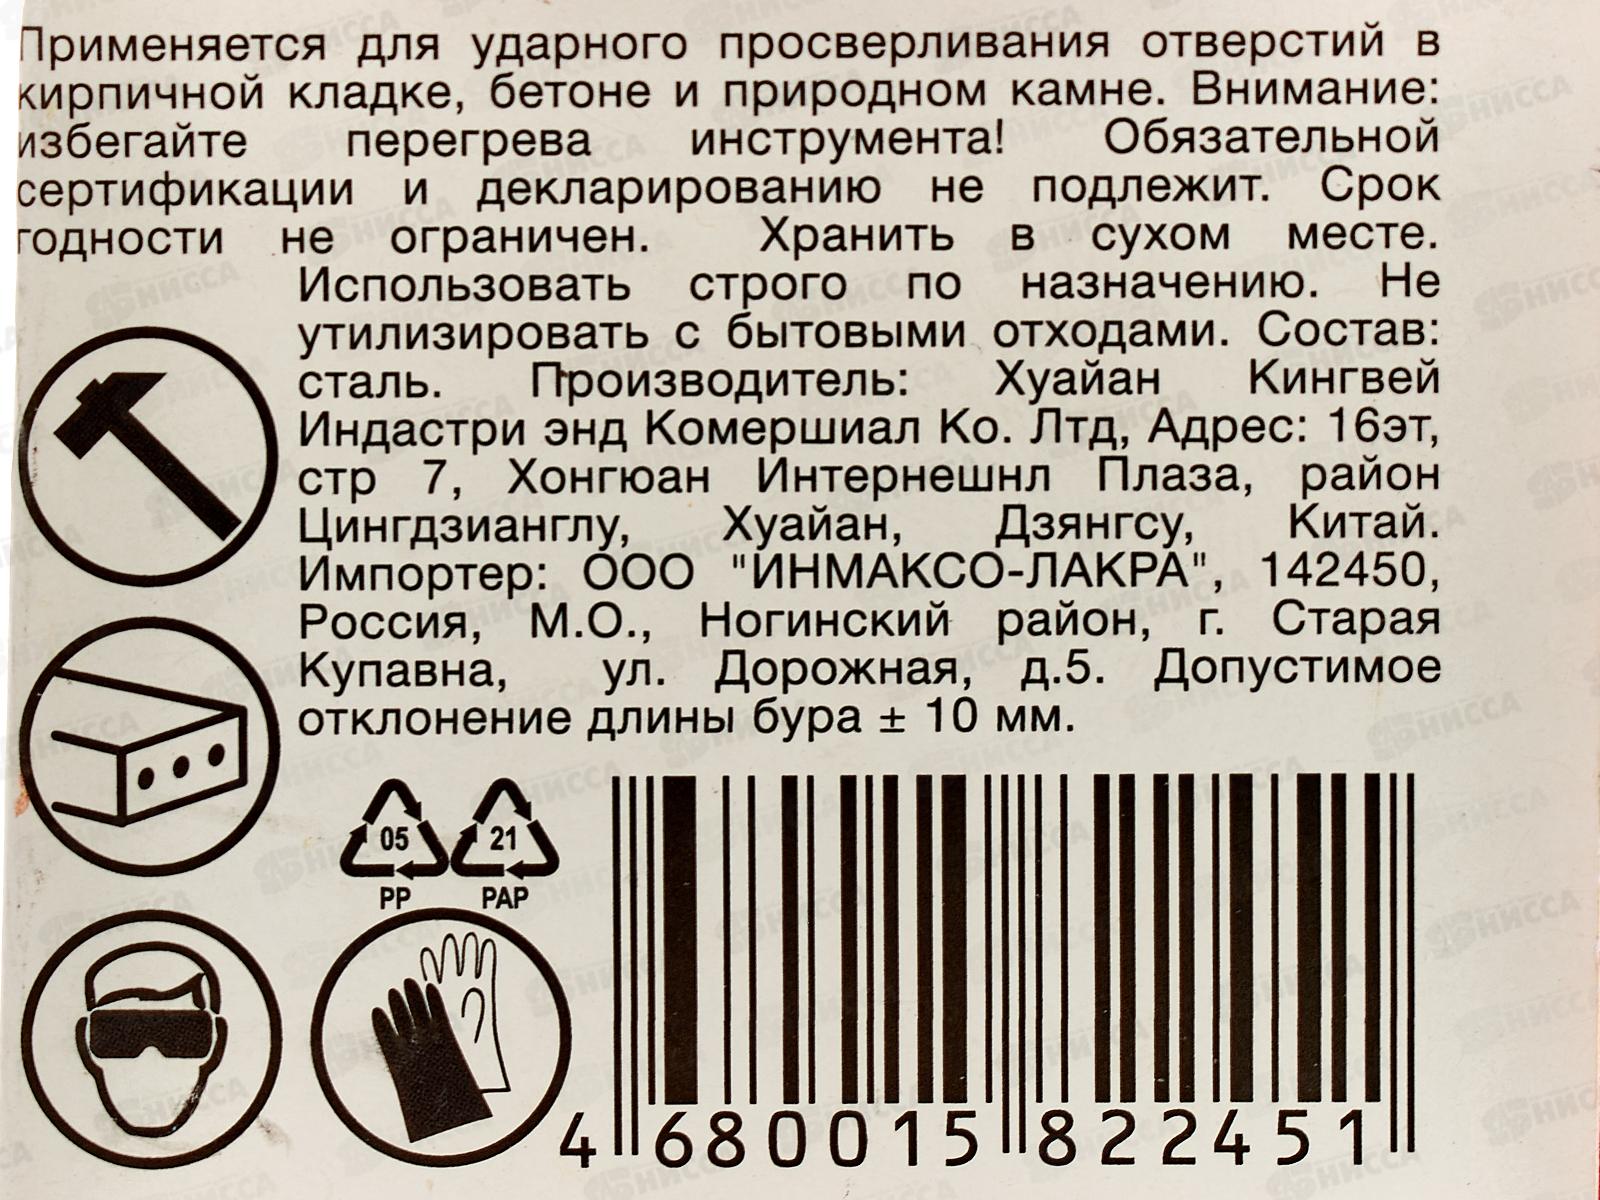 Применяется для ударного просверливания отверстий в
кирпичной кладке, бетоне и природном камне. Внимание:
избегайте перегрева инструмента! Обязательной
сертификации и декларированию не подлежит. Срок
годности не ограничен. Хранить в сухом месте.
Использовать строго по назначению. Не
утилизировать с бытовыми отходами. Состав:
сталь. Производитель: Хуайан Кингвей
Индастри энд Комершиал Ко. Лтд, Адрес: 16эт,
стр 7, Хонгюан Интернешнл Плаза, район
Цингдзианглу, Хуайан, Дзянгсу, Китай.
Импортер: ООО "ИНМАКСО-ЛАКРА", 142450,
Россия, М.О., Ногинский район, г. Старая
Купавна, ул. Дорожная, д.5. Допустимое
отклонение длины бура ± 10 мм.
05 21
PP PAP
4 680015 822451